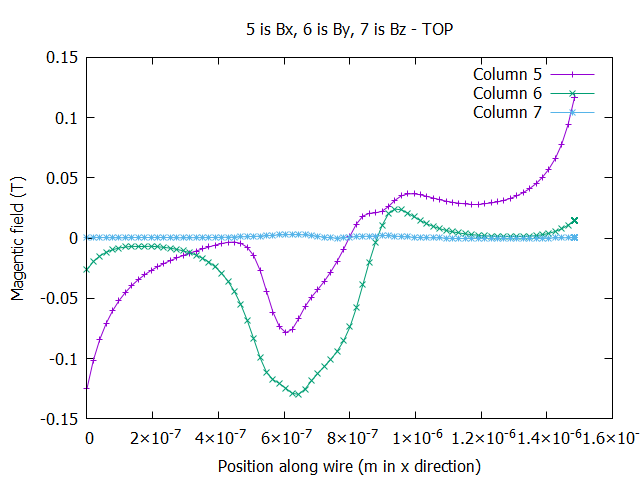 5 is Bx, 6 is By, 7 is Bz - TOP
0.15
0.1
0.05
0
-0.05
-0.1
-0.15
Magentic field (T)
Column 5
Column 6
Column 7
0 2×10⁻⁷ 4×10⁻⁷ 6×10⁻⁷ 8×10⁻⁷ 1×10⁻⁶ 1.2×10⁻⁶ 1.4×10⁻⁶ 1.6×10⁻
Position along wire (m in x direction)